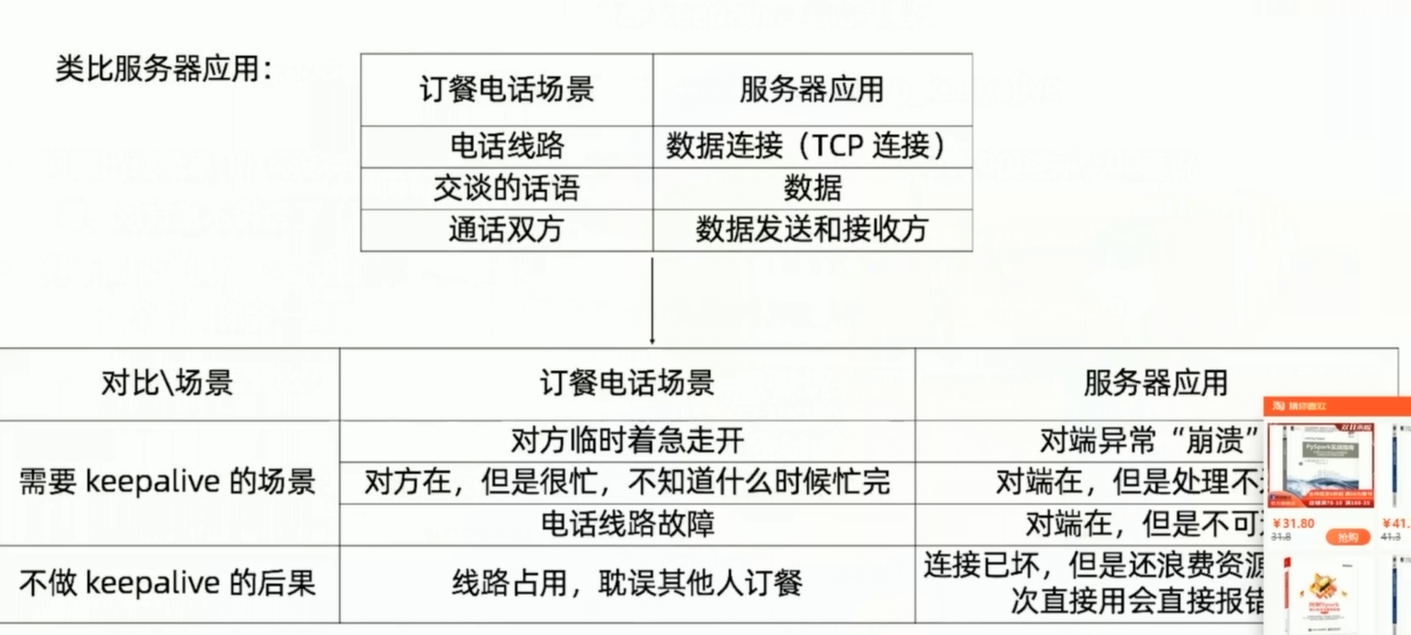 类比服务器应用：
订餐电话场景 服务器应用
电话线路 数据连接（TCP 连接）
交谈的话语 数据
通话双方 数据发送和接收方
对比\场景 订餐电话场景 服务器应用
需要 keepalive 的场景
对方临时着急走开 对端异常“崩溃”
对方在，但是很忙，不知道什么时候忙完 对端在，但是处理不
电话线路故障 对端在，但是不可
不做 keepalive 的后果 线路占用，耽误其他人订餐
连接已坏，但是还浪费资源
次直接用会直接报错
淘 猜你喜欢
¥31.80 ¥41.
31.8 抢购 41.3